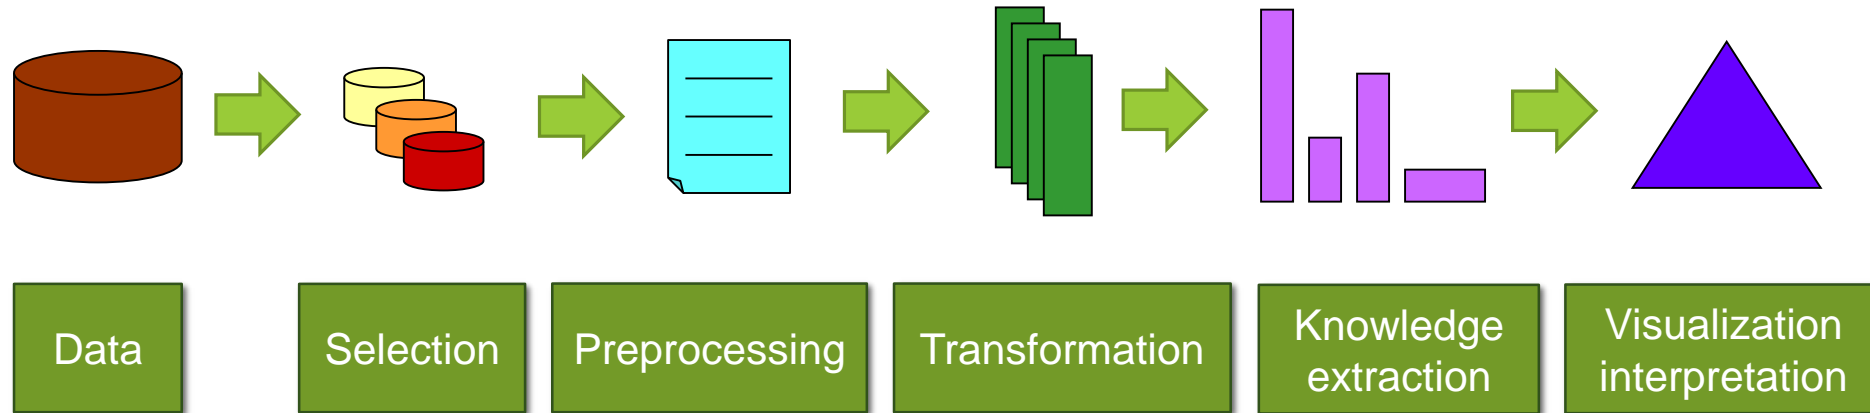 Data
Selection
Preprocessing
Transformation
Knowledge
extraction
Visualization
interpretation